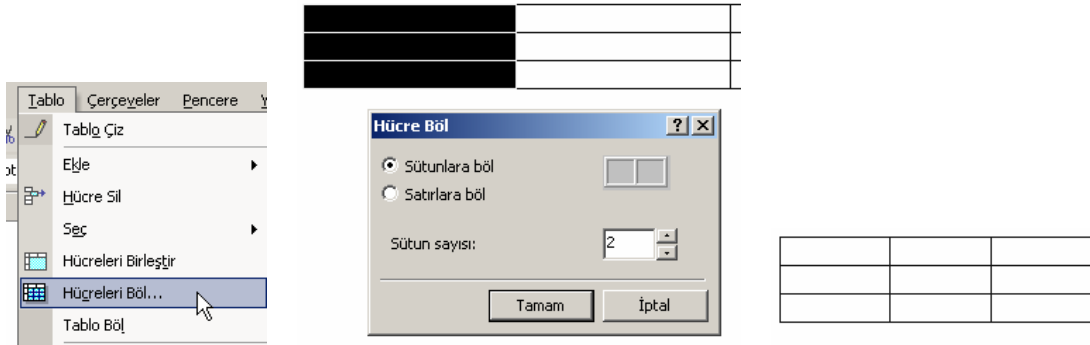 Tablo Çerçeveler Pencere Y
Tablo Çiz
Ekle
Hücre Sil
Seç
Hücreleri Birleştir
Hücreleri Böl...
Tablo Böl
Hücre Böl
Sütunlara böl
Satırlara böl
Sütun sayısı: 2
Tamam İptal